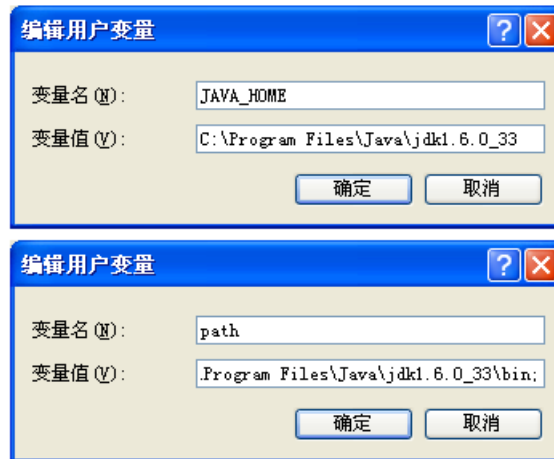 编辑用户变量
变量名(N): JAVA_HOME
变量值(V): C:\Program Files\Java\jdk1.6.0_33
确定 取消
编辑用户变量
变量名(N): path
变量值(V): .Program Files\Java\jdk1.6.0_33\bin;
确定 取消